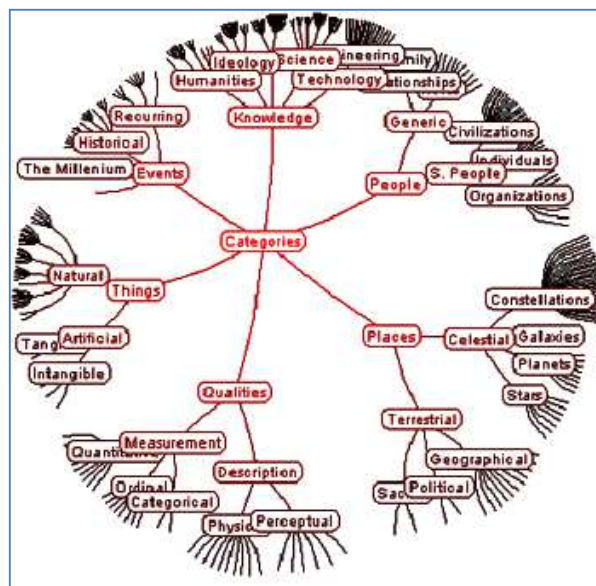 Ideology
Science
Humanities
Technology
Knowledge
Recurring
Historical
The Millenium
Events
Generic
Civilizations
Individuals
S. People
People
Organizations
Categories
Natural
Things
Artificial
Intangible
Constellations
Places
Celestial
Galaxies
Planets
Stars
Qualities
Terrestrial
Measurement
Geographical
Description
Political
Ordinal
Categorical
Perceptual